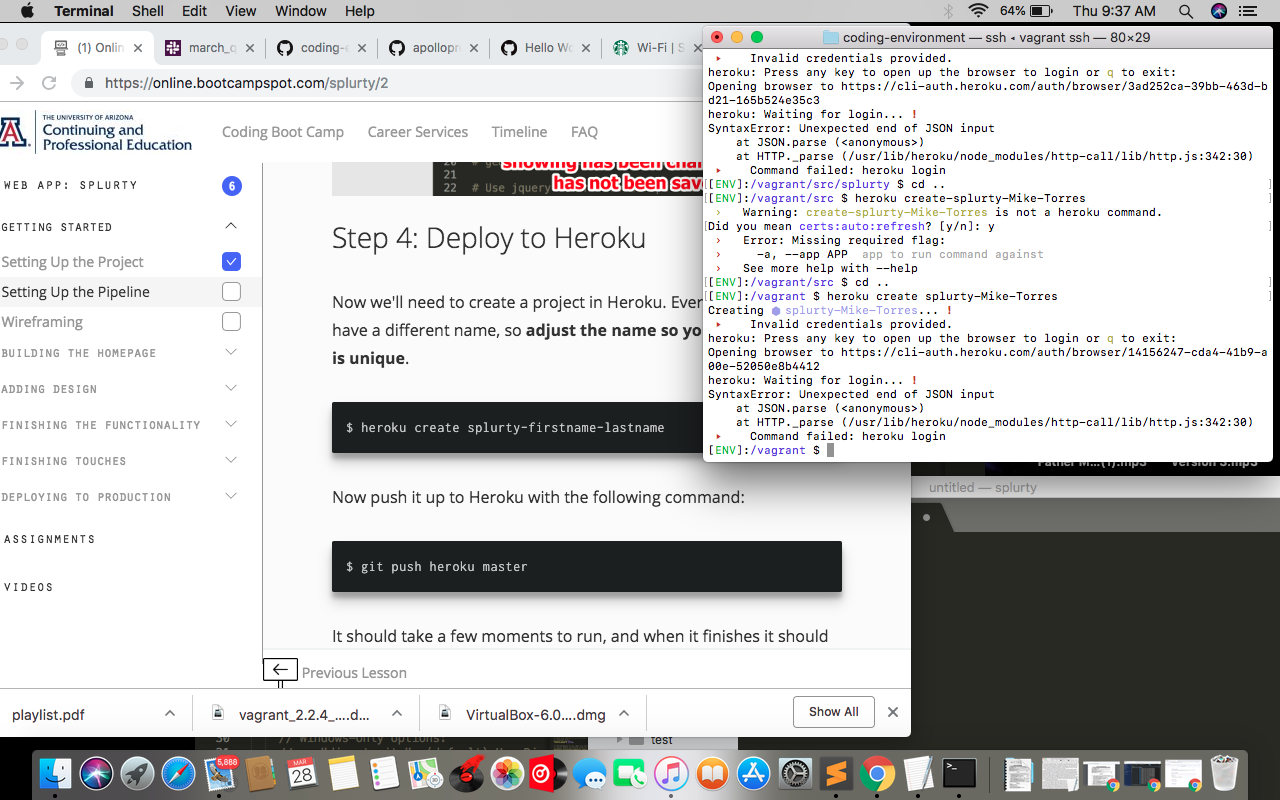 Terminal Shell Edit View Window Help
64% Thu 9:37 AM
(1) Onlin
march_q
coding-e
apollopr
Hello Wo
Wi-Fi | S
https://online.bootcampspot.com/splurty/2
THE UNIVERSITY OF ARIZONA
Continuing and
Professional Education
Coding Boot Camp Career Services Timeline FAQ
WEB APP: SPLURTY 6
GETTING STARTED
Setting Up the Project
Setting Up the Pipeline
Wireframing
BUILDING THE HOMEPAGE
ADDING DESIGN
FINISHING THE FUNCTIONALITY
FINISHING TOUCHES
DEPLOYING TO PRODUCTION
ASSIGNMENTS
VIDEOS
showing has been chan
21
has not been save
22 # Use jquery
Step 4: Deploy to Heroku
Now we'll need to create a project in Heroku. Ever
have a different name, so adjust the name so yo
is unique.
$ heroku create splurty-firstname-lastname
Now push it up to Heroku with the following command:
$ git push heroku master
It should take a few moments to run, and when it finishes it should
Previous Lesson
coding-environment — ssh ◂ vagrant ssh — 80×29
▸ Invalid credentials provided.
heroku: Press any key to open up the browser to login or q to exit:
Opening browser to https://cli-auth.heroku.com/auth/browser/3ad252ca-39bb-463d-b
d21-165b524e35c3
heroku: Waiting for login... !
SyntaxError: Unexpected end of JSON input
at JSON.parse (<anonymous>)
at HTTP._parse (/usr/lib/heroku/node_modules/http-call/lib/http.js:342:30)
▸ Command failed: heroku login
[[ENV]:/vagrant/src/splurty $ cd .. ]
[[ENV]:/vagrant/src $ heroku create-splurty-Mike-Torres ]
› Warning: create-splurty-Mike-Torres is not a heroku command.
[Did you mean certs:auto:refresh? [y/n]: y ]
› Error: Missing required flag:
› -a, --app APP app to run command against
› See more help with --help
[[ENV]:/vagrant/src $ cd .. ]
[[ENV]:/vagrant $ heroku create splurty-Mike-Torres ]
Creating ⬢ splurty-Mike-Torres... !
▸ Invalid credentials provided.
heroku: Press any key to open up the browser to login or q to exit:
Opening browser to https://cli-auth.heroku.com/auth/browser/14156247-cda4-41b9-a
00e-52050e8b4412
heroku: Waiting for login... !
SyntaxError: Unexpected end of JSON input
at JSON.parse (<anonymous>)
at HTTP._parse (/usr/lib/heroku/node_modules/http-call/lib/http.js:342:30)
▸ Command failed: heroku login
[ENV]:/vagrant $
Father M...(1).mp3 Version 3.mp3
untitled — splurty
playlist.pdf
vagrant_2.2.4_....d...
VirtualBox-6.0....dmg
Show All
30 // Windows-only options:
test
5,868
MAR
28